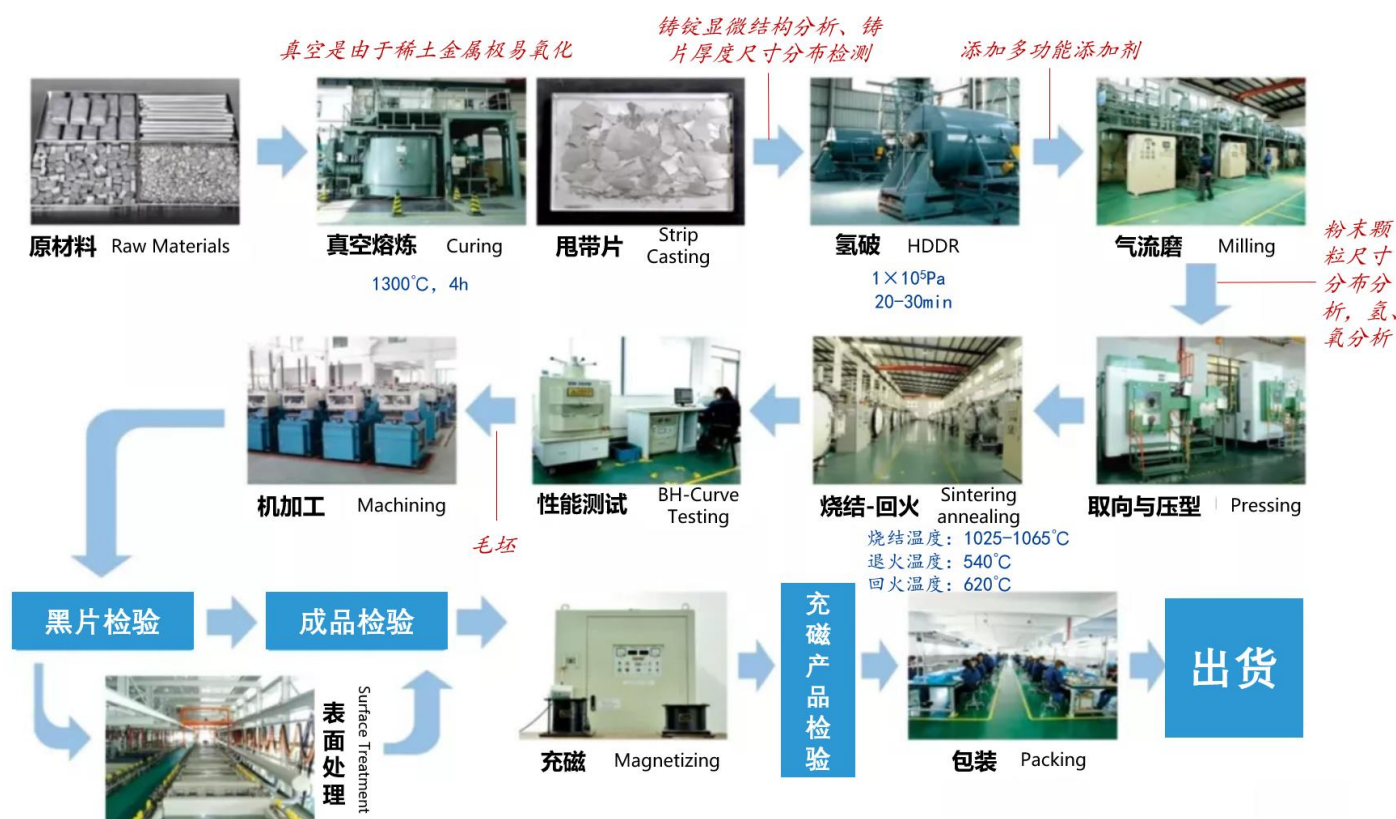 真空是由于稀土金属极易氧化
铸锭显微结构分析、铸
片厚度尺寸分布检测
添加多功能添加剂
原材料 Raw Materials
真空熔炼 Curing
1300℃, 4h
甩带片 Strip
Casting
氢破 HDDR
1×10⁵Pa
20-30min
气流磨 Milling
粉末颗
粒尺寸
分布分
析，氢、
氧分析
取向与压型 Pressing
烧结-回火 Sintering
annealing
烧结温度：1025-1065℃
退火温度：540℃
回火温度：620℃
性能测试 BH-Curve
Testing
毛坯
机加工 Machining
黑片检验
表面处理 Surface Treatment
成品检验
充磁 Magnetizing
充磁产品检验
包装 Packing
出货